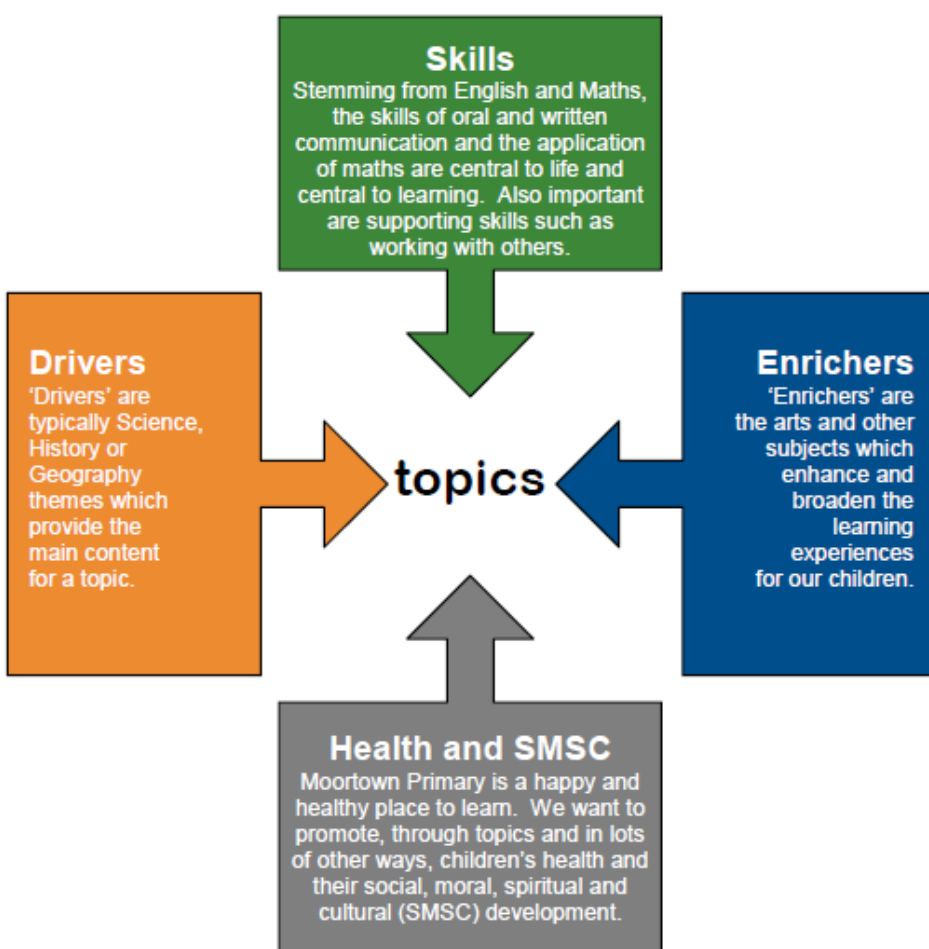 Skills
Stemming from English and Maths,
the skills of oral and written
communication and the application
of maths are central to life and
central to learning.  Also important
are supporting skills such as
working with others.
Drivers
‘Drivers’ are
typically Science,
History or
Geography
themes which
provide the
main content
for a topic.
topics
Enrichers
‘Enrichers’ are
the arts and other
subjects which
enhance and
broaden the
learning
experiences
for our children.
Health and SMSC
Moortown Primary is a happy and
healthy place to learn.  We want to
promote, through topics and in lots
of other ways, children’s health and
their social, moral, spiritual and
cultural (SMSC) development.